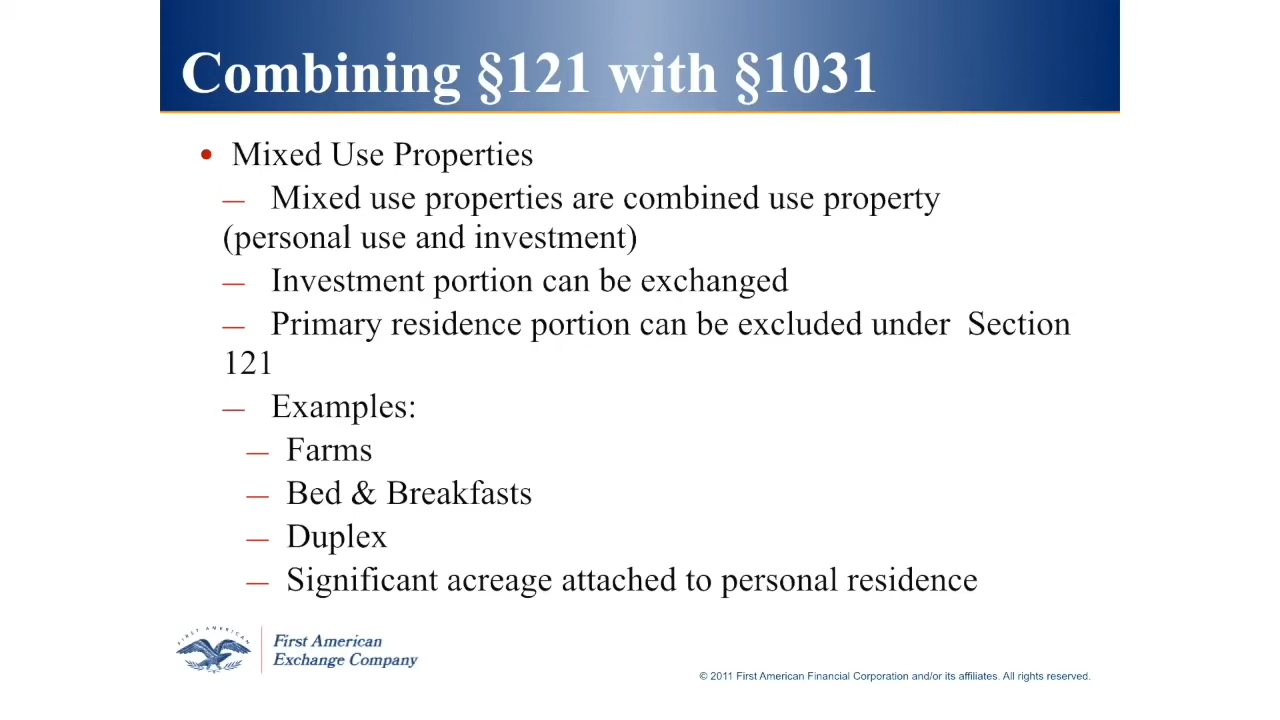 Combining §121 with §1031
• Mixed Use Properties
— Mixed use properties are combined use property
(personal use and investment)
— Investment portion can be exchanged
— Primary residence portion can be excluded under Section
121
— Examples:
— Farms
— Bed & Breakfasts
— Duplex
— Significant acreage attached to personal residence
FIRST AMERICAN
First American
Exchange Company
© 2011 First American Financial Corporation and/or its affiliates. All rights reserved.